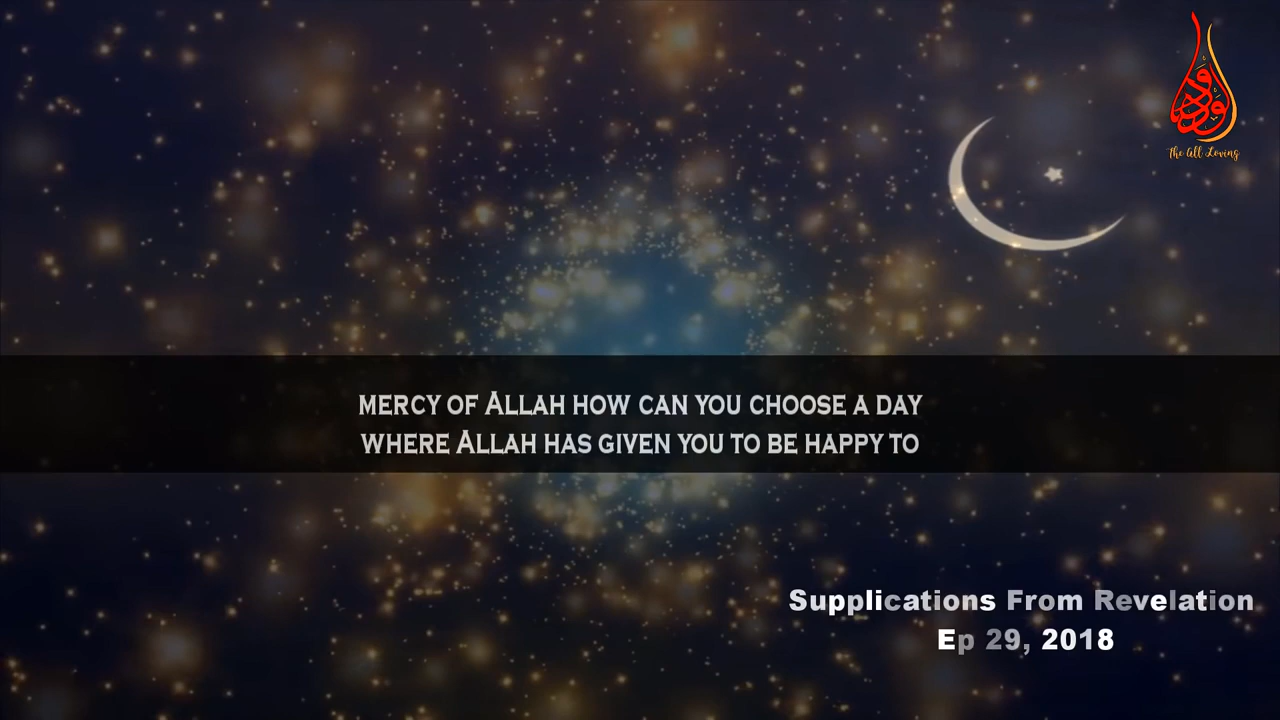 الودود
The All Loving
MERCY OF ALLAH HOW CAN YOU CHOOSE A DAY
WHERE ALLAH HAS GIVEN YOU TO BE HAPPY TO
Supplications From Revelation
Ep 29, 2018